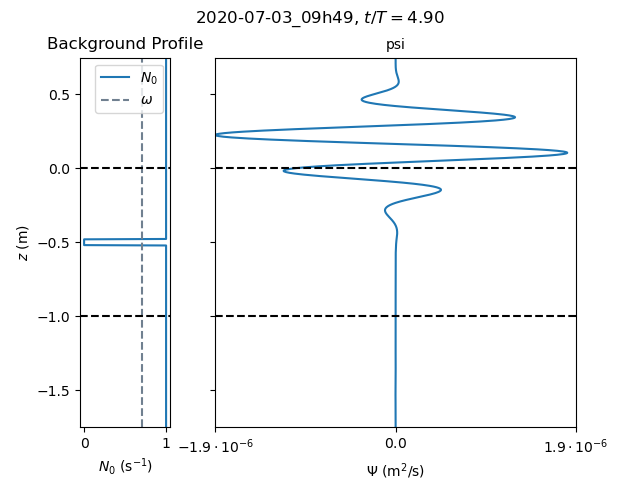 2020-07-03_09h49, t/T = 4.90
Background Profile
psi
N₀
ω
0.5
0.0
−0.5
−1.0
−1.5
z (m)
0 1
−1.9 · 10⁻⁶ 0.0 1.9 · 10⁻⁶
N₀ (s⁻¹)
Ψ (m²/s)